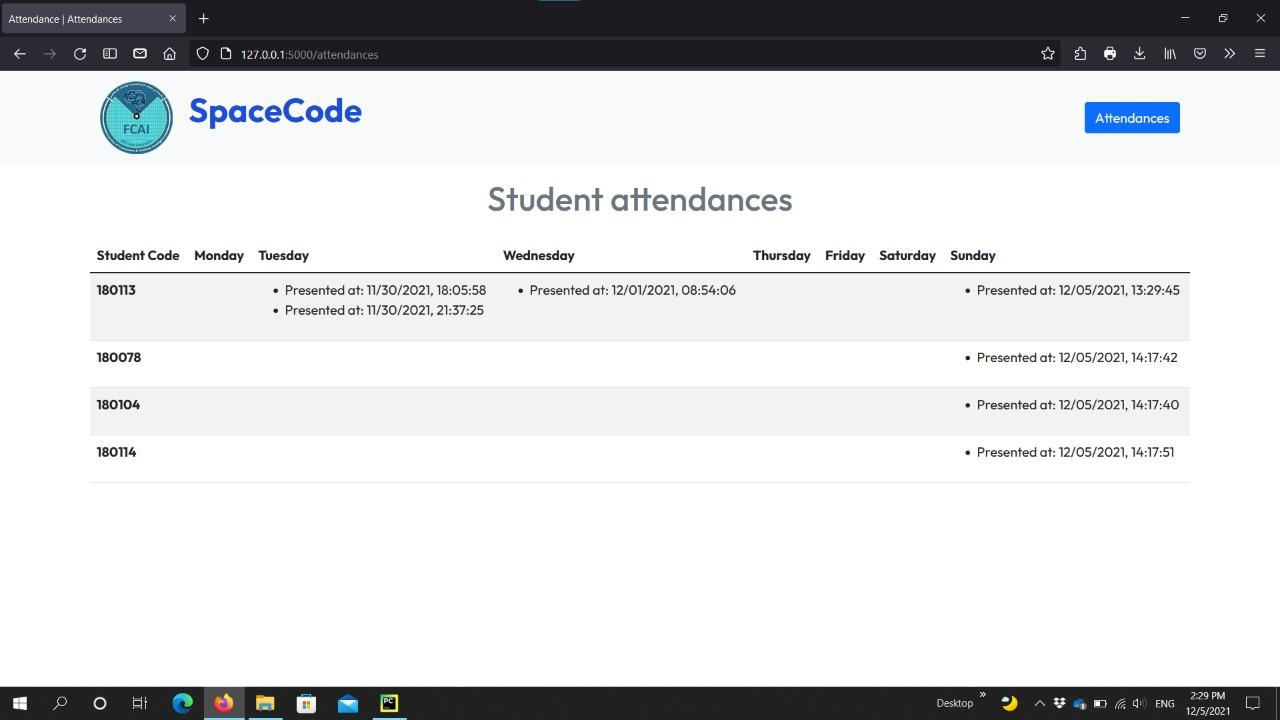 Attendance | Attendances
127.0.0.1:5000/attendances
FCAI
SpaceCode
Attendances
Student attendances
Student Code Monday Tuesday Wednesday Thursday Friday Saturday Sunday
180113 • Presented at: 11/30/2021, 18:05:58 • Presented at: 12/01/2021, 08:54:06 • Presented at: 12/05/2021, 13:29:45
• Presented at: 11/30/2021, 21:37:25
180078 • Presented at: 12/05/2021, 14:17:42
180104 • Presented at: 12/05/2021, 14:17:40
180114 • Presented at: 12/05/2021, 14:17:51
PC
Desktop
ENG
2:29 PM
12/5/2021